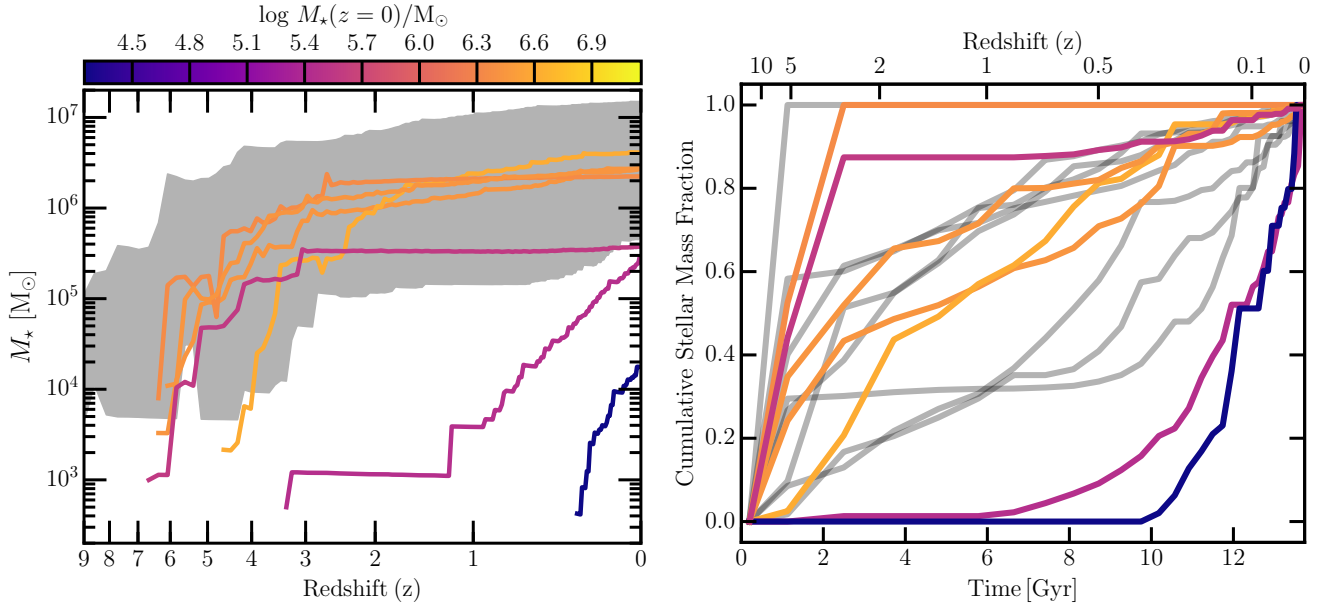 log M⋆(z = 0)/M⊙
4.5 4.8 5.1 5.4 5.7 6.0 6.3 6.6 6.9
10⁷
10⁶
10⁵
10⁴
10³
M⋆ [M⊙]
9 8 7 6 5 4 3 2 1 0
Redshift (z)
Redshift (z)
10 5 2 1 0.5 0.1 0
1.0
0.8
0.6
0.4
0.2
0.0
Cumulative Stellar Mass Fraction
0 2 4 6 8 10 12
Time [Gyr]